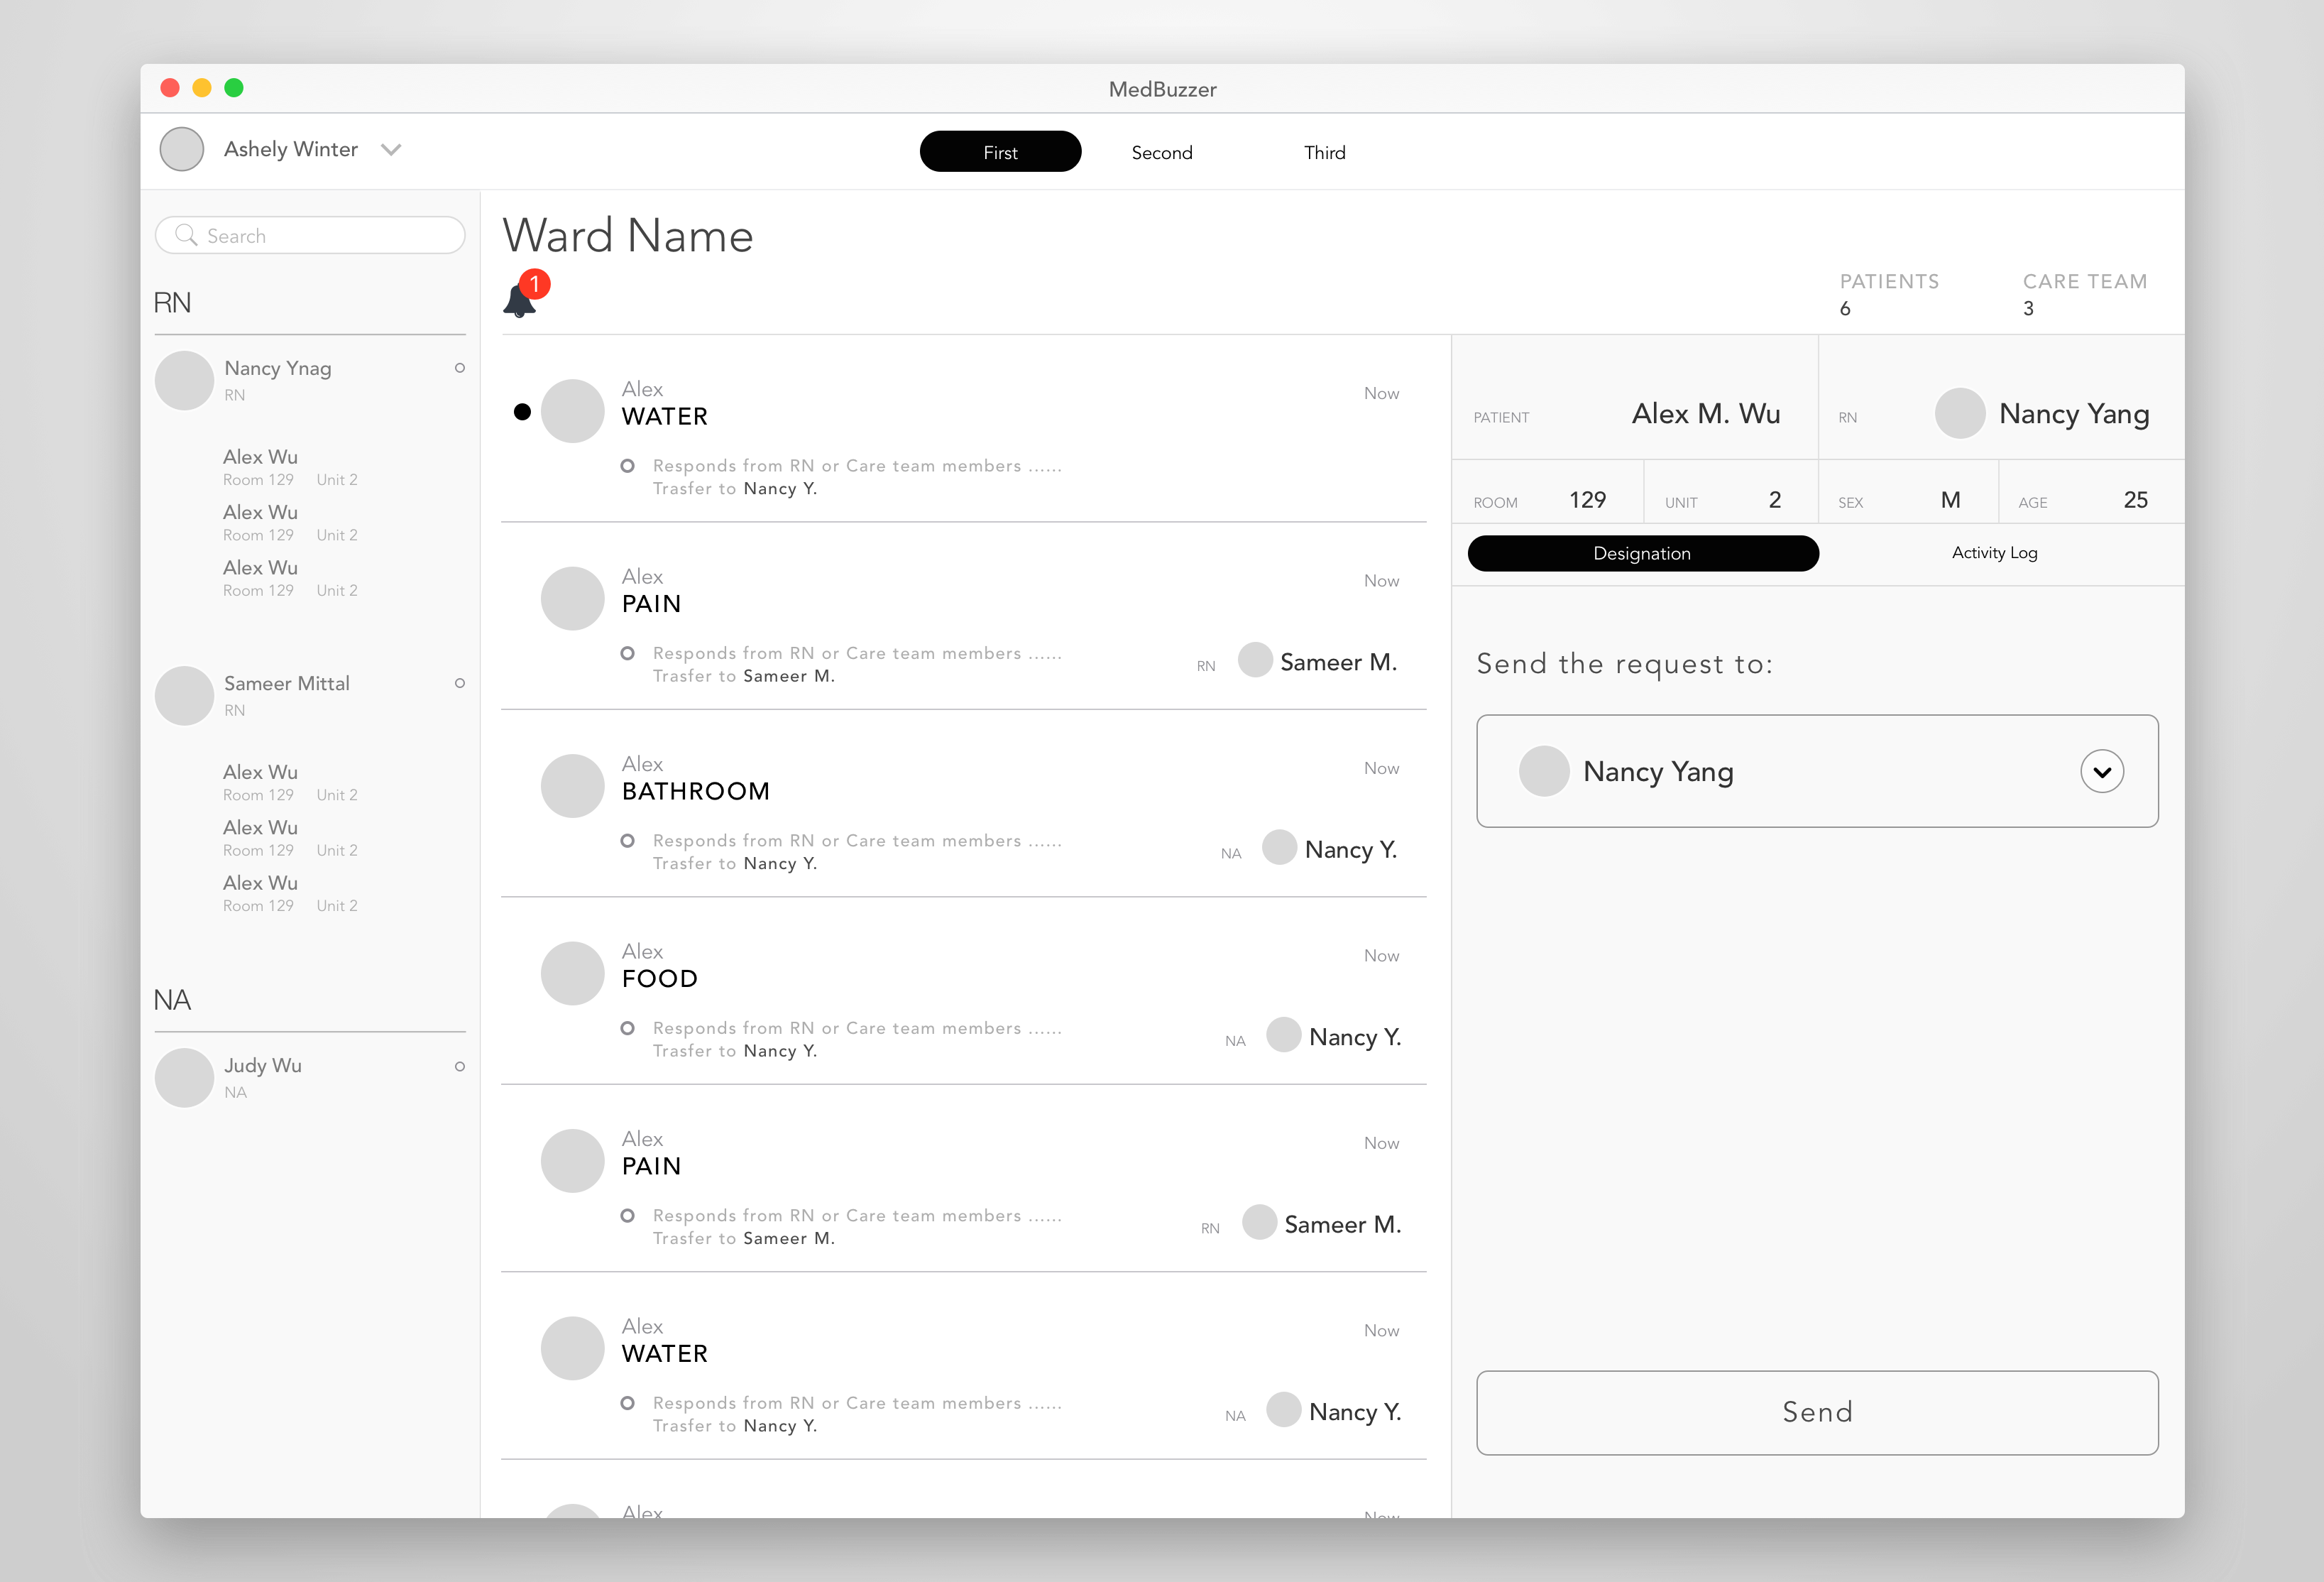 MedBuzzer
Ashely Winter
First
Second
Third
Search
RN
Nancy Ynag
RN
Alex Wu
Room 129 Unit 2
Alex Wu
Room 129 Unit 2
Alex Wu
Room 129 Unit 2
Sameer Mittal
RN
Alex Wu
Room 129 Unit 2
Alex Wu
Room 129 Unit 2
Alex Wu
Room 129 Unit 2
NA
Judy Wu
NA
Ward Name
1
PATIENTS
6
CARE TEAM
3
Alex
WATER
Now
Responds from RN or Care team members ......
Trasfer to Nancy Y.
Alex
PAIN
Now
Responds from RN or Care team members ......
Trasfer to Sameer M.
RN Sameer M.
Alex
BATHROOM
Now
Responds from RN or Care team members ......
Trasfer to Nancy Y.
NA Nancy Y.
Alex
FOOD
Now
Responds from RN or Care team members ......
Trasfer to Nancy Y.
NA Nancy Y.
Alex
PAIN
Now
Responds from RN or Care team members ......
Trasfer to Sameer M.
RN Sameer M.
Alex
WATER
Now
Responds from RN or Care team members ......
Trasfer to Nancy Y.
NA Nancy Y.
Alex
Now
PATIENT Alex M. Wu
RN Nancy Yang
ROOM 129
UNIT 2
SEX M
AGE 25
Designation
Activity Log
Send the request to:
Nancy Yang
Send